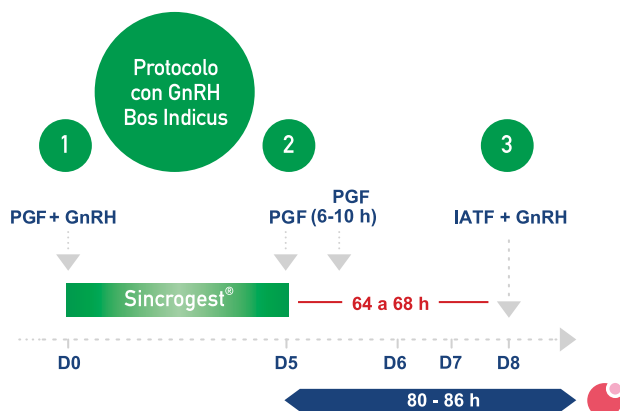 Protocolo
con GnRH
Bos Indicus
1
2
3
PGF + GnRH
PGF
PGF
(6-10 h)
IATF + GnRH
Sincrogest®
64 a 68 h
D0
D5
D6
D7
D8
80 - 86 h